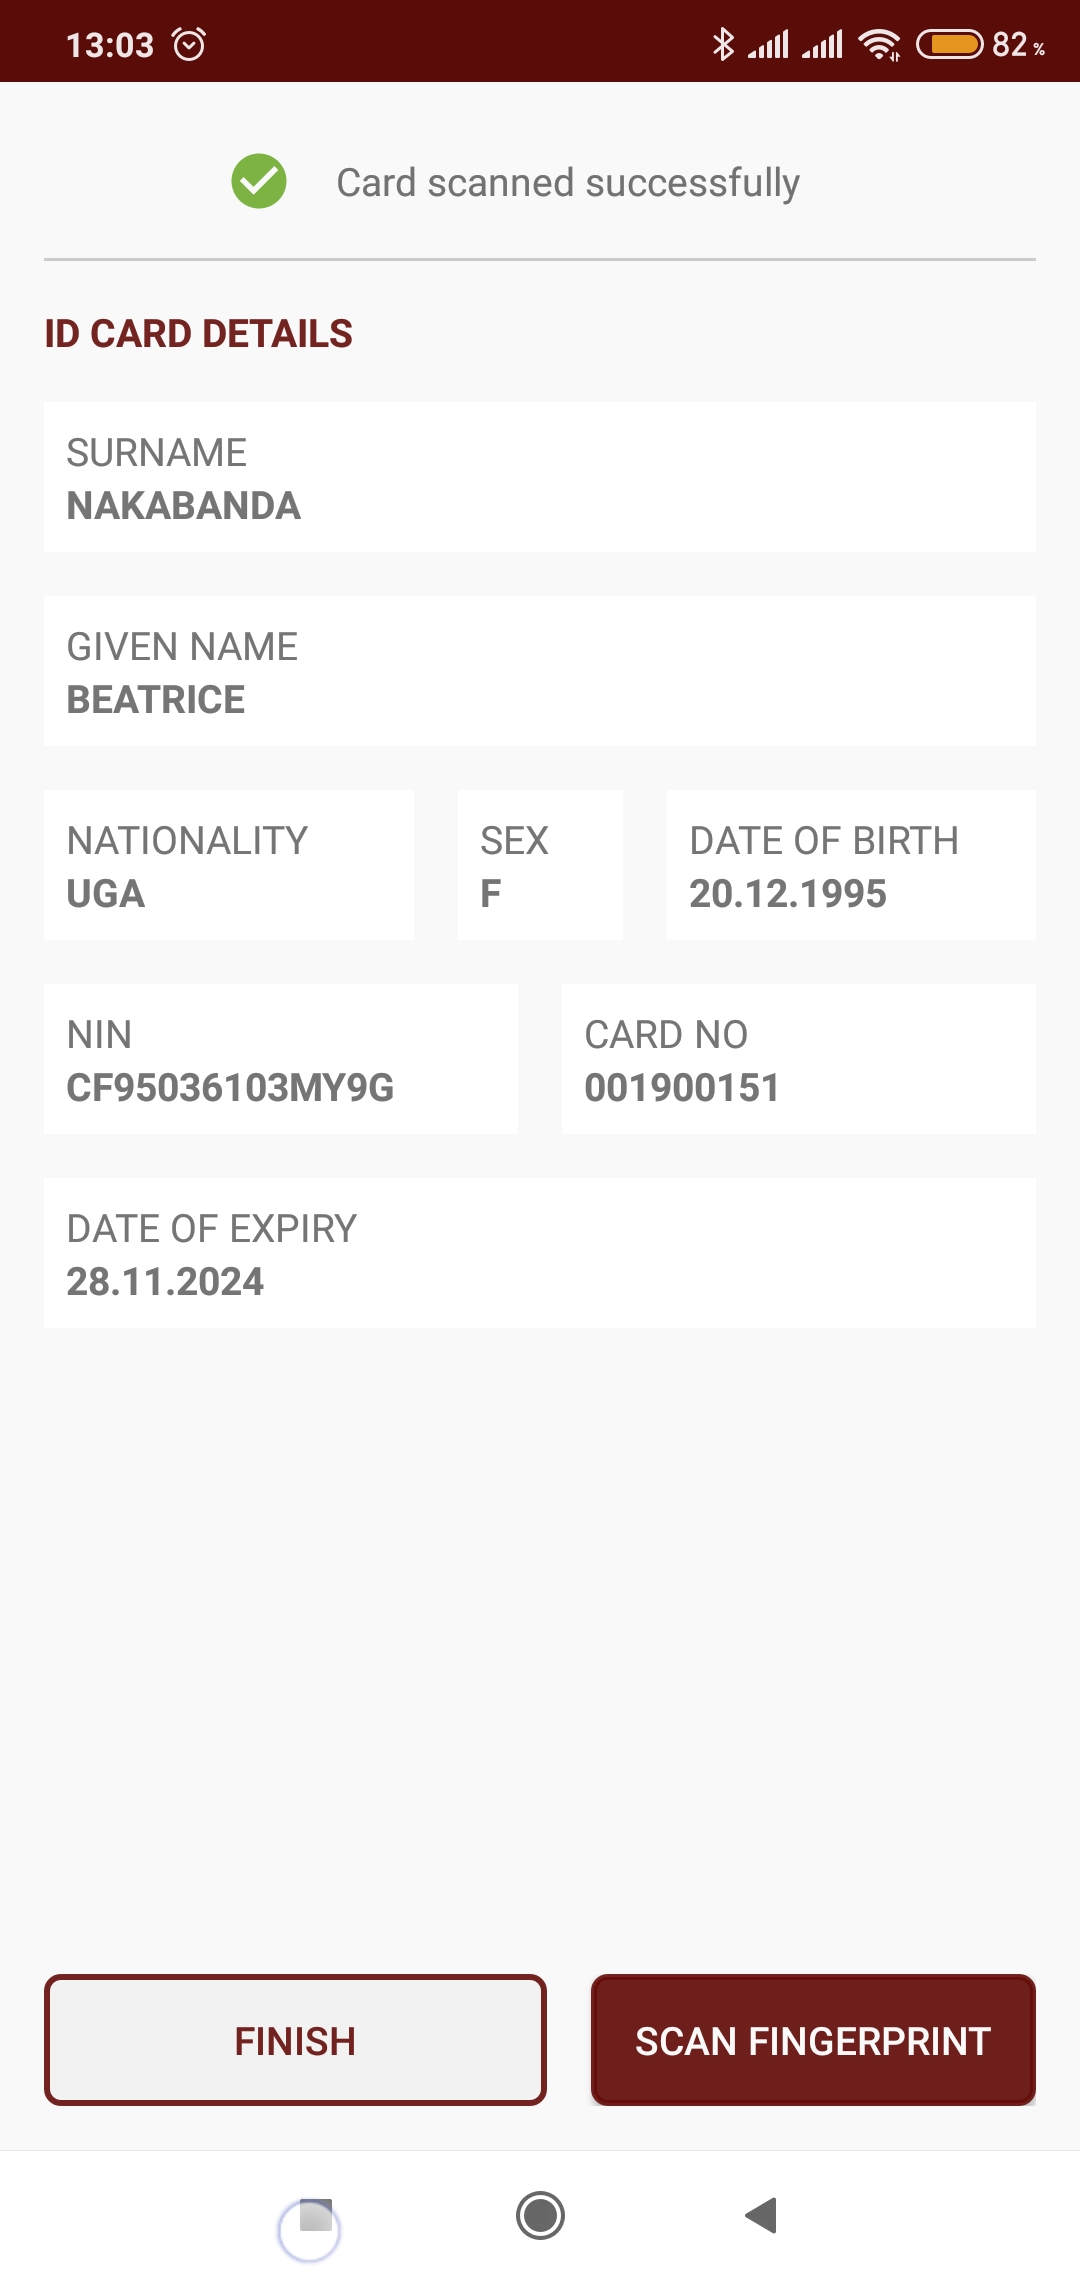 13:03 82 %
Card scanned successfully
ID CARD DETAILS
SURNAME
NAKABANDA
GIVEN NAME
BEATRICE
NATIONALITY SEX DATE OF BIRTH
UGA F 20.12.1995
NIN CARD NO
CF95036103MY9G 001900151
DATE OF EXPIRY
28.11.2024
FINISH SCAN FINGERPRINT